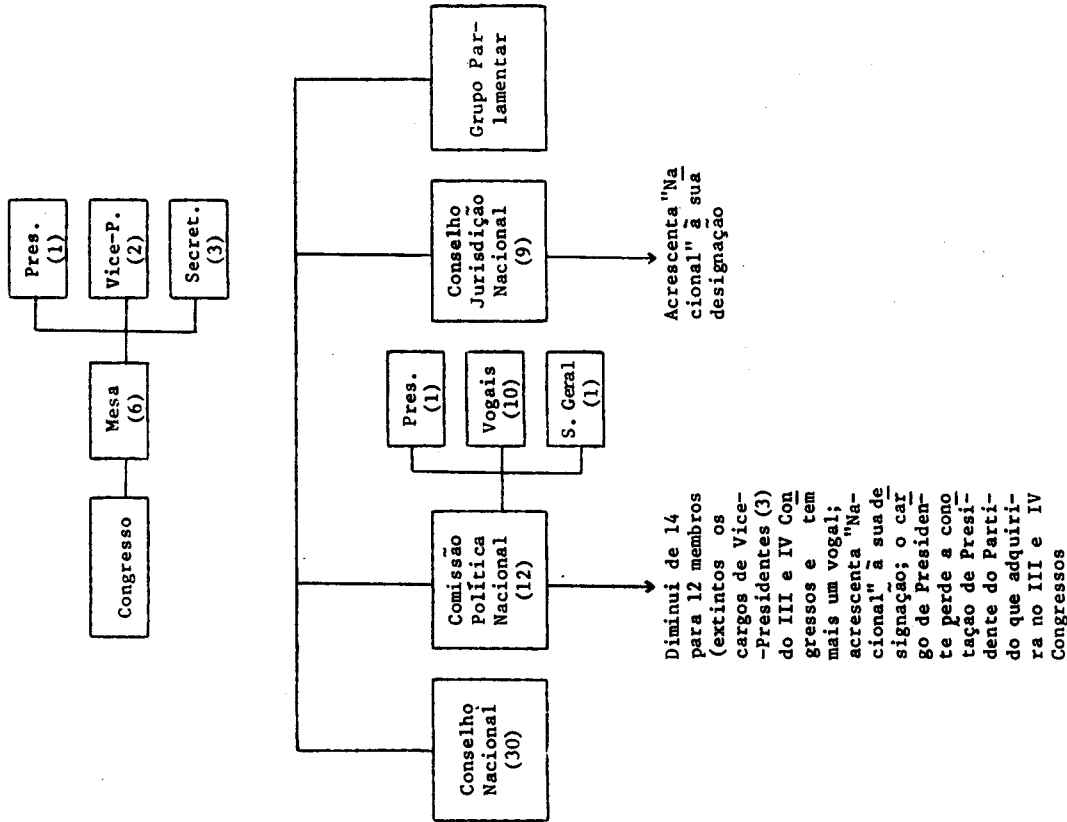 Congresso
Mesa
(6)
Pres.
(1)
Vice-P.
(2)
Secret.
(3)
Conselho
Nacional
(30)
Comissão
Política
Nacional
(12)
Pres.
(1)
Vogais
(10)
S. Geral
(1)
Conselho
Jurisdição
Nacional
(9)
Grupo Par-
lamentar
Diminui de 14
para 12 membros
(extintos os
cargos de Vice-
-Presidentes (3)
do III e IV Con
gressos e tem
mais um vogal;
acrescenta "Na-
cional" à sua de
signação; o car
go de Presiden-
te perde a cono
tação de Presi-
dente do Parti-
do que adquiri-
ra no III e IV
Congressos
Acrescenta "Na
cional" à sua
designação